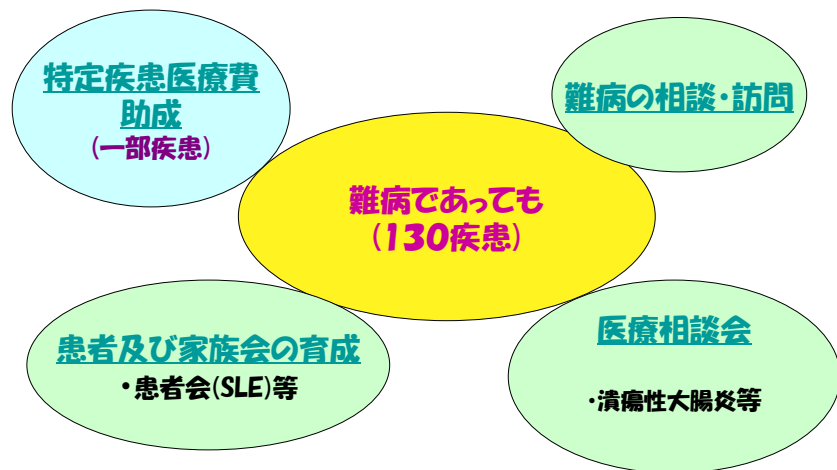 特定疾患医療費
助成
(一部疾患)
難病の相談・訪問
難病であっても
(130疾患)
患者及び家族会の育成
・患者会(SLE)等
医療相談会
・潰瘍性大腸炎等